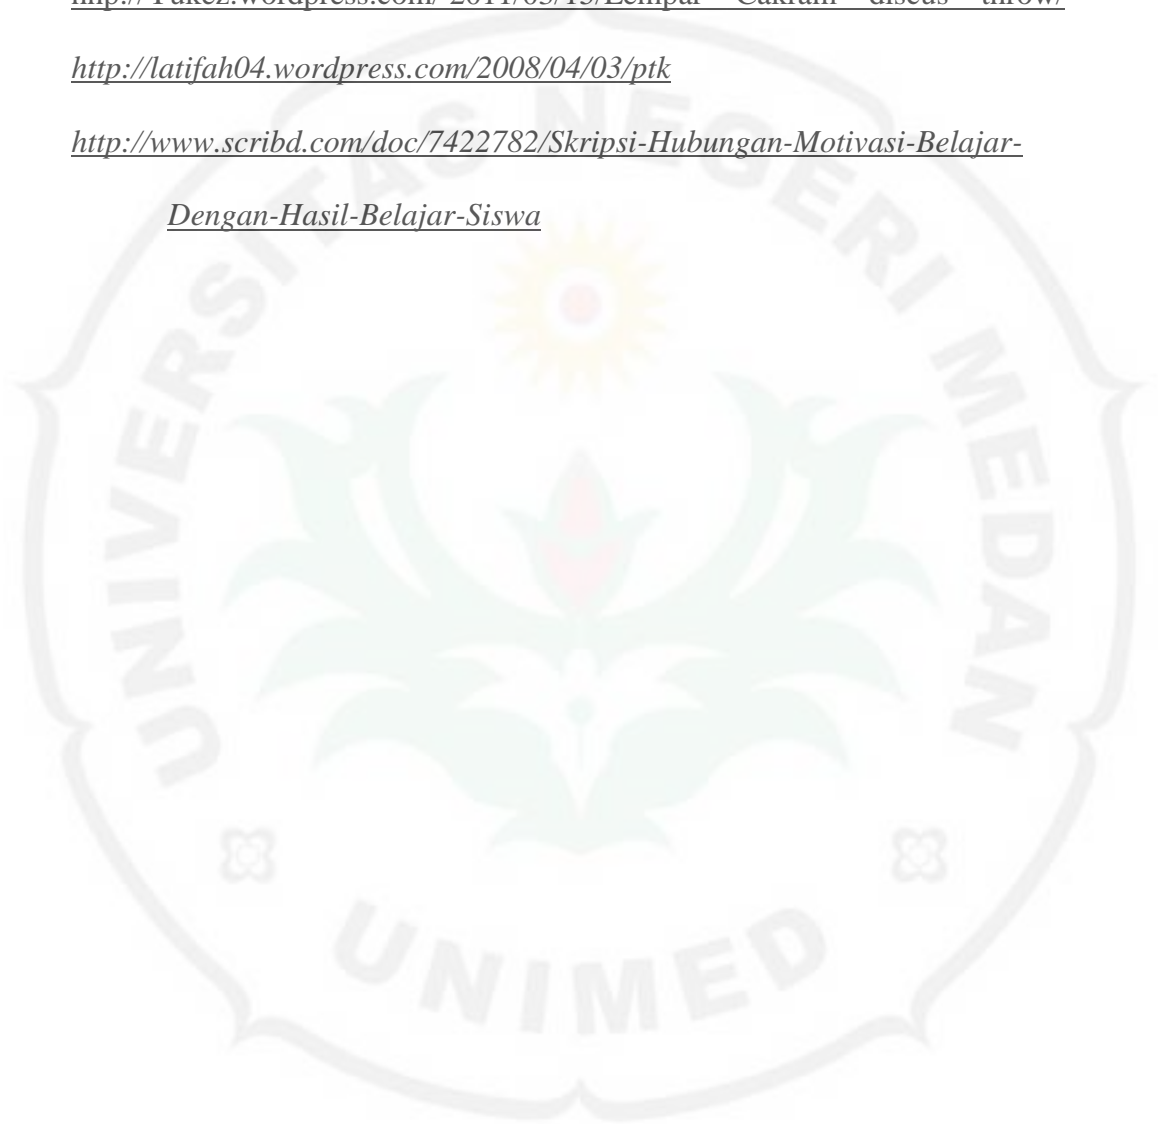 http://latifah04.wordpress.com/2008/04/03/ptk
http://www.scribd.com/doc/7422782/Skripsi-Hubungan-Motivasi-Belajar-
Dengan-Hasil-Belajar-Siswa
UNIVERSITAS NEGERI MEDAN
UNIMED